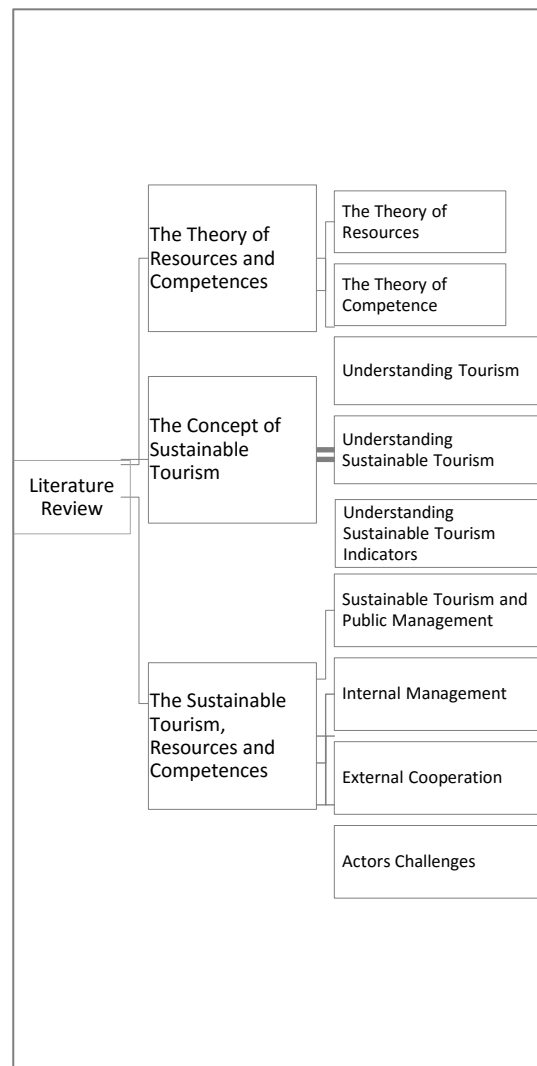 Literature
Review
The Theory of
Resources and
Competences
The Theory of
Resources
The Theory of
Competence
The Concept of
Sustainable
Tourism
Understanding Tourism
Understanding
Sustainable Tourism
Understanding
Sustainable Tourism
Indicators
The Sustainable
Tourism,
Resources and
Competences
Sustainable Tourism and
Public Management
Internal Management
External Cooperation
Actors Challenges